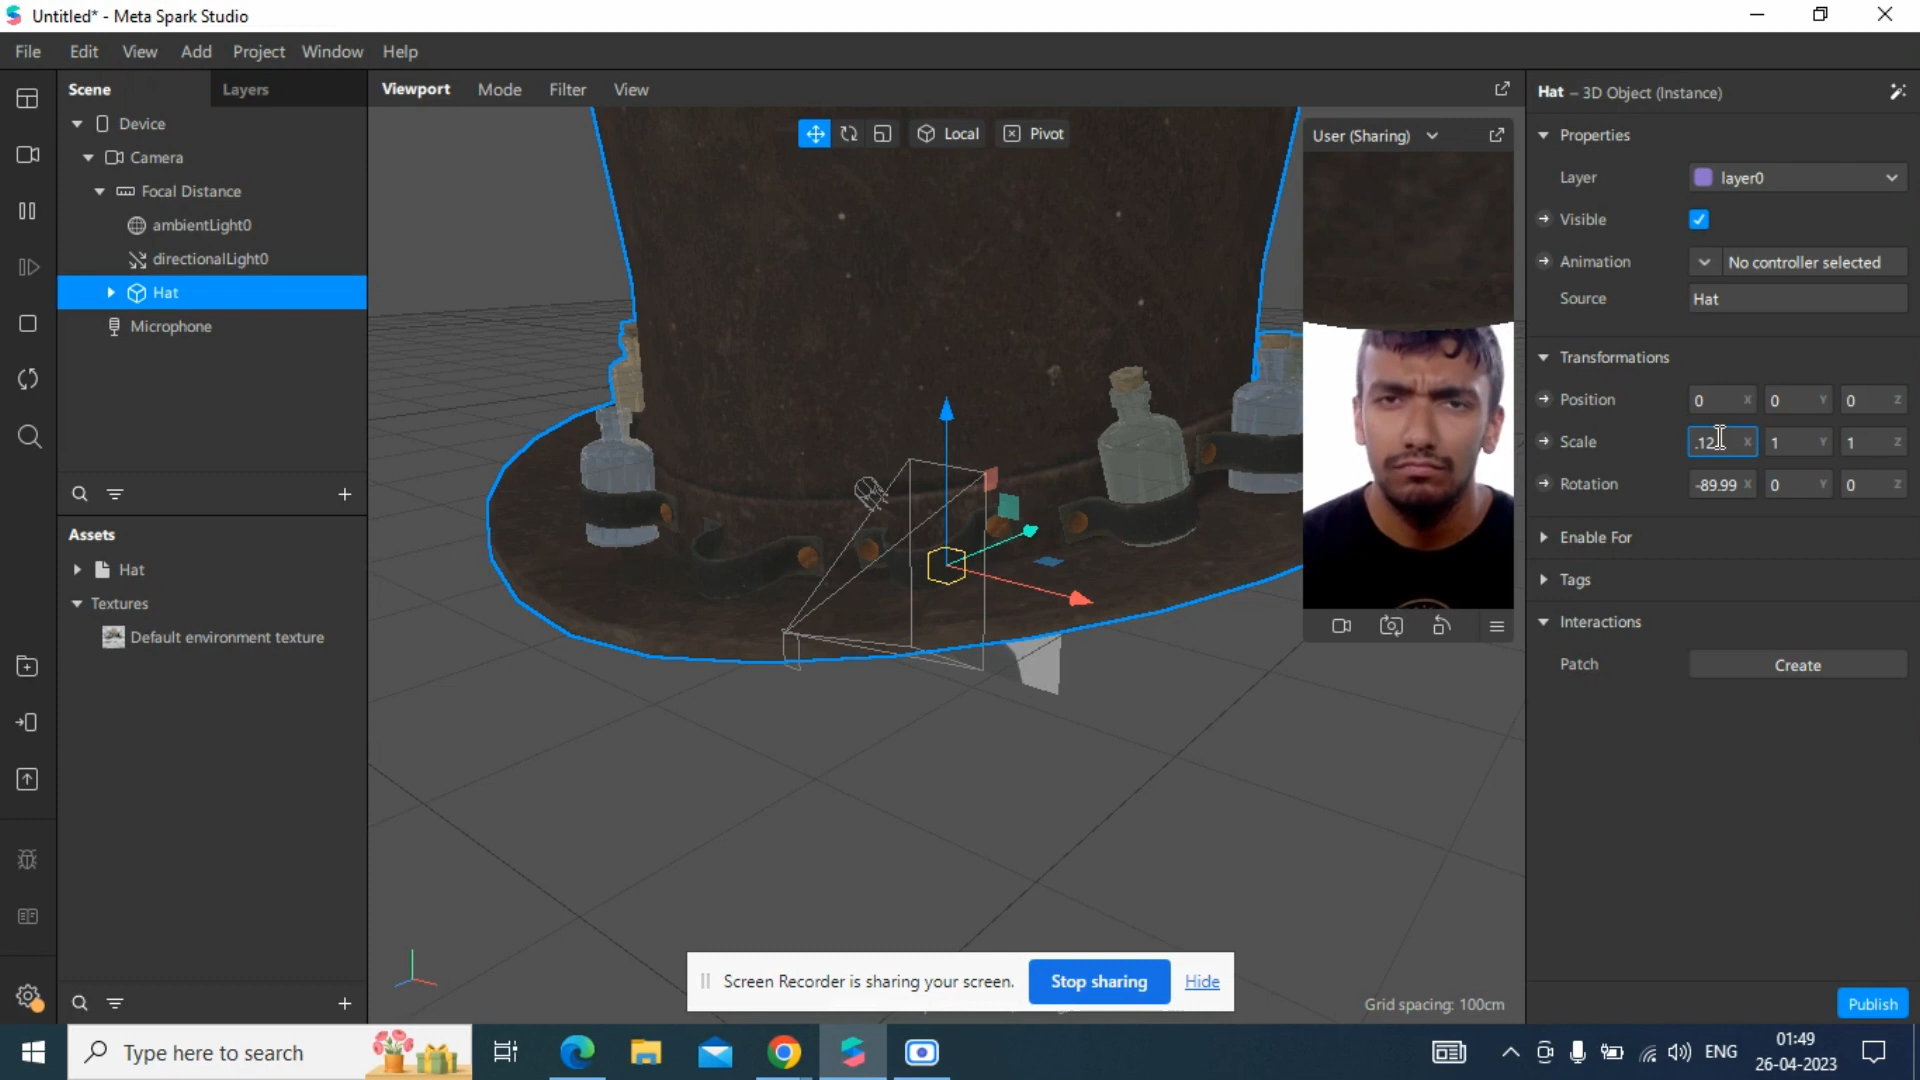 Untitled* - Meta Spark Studio
File Edit View Add Project Window Help
Scene Layers
Device
Camera
Focal Distance
ambientLight0
directionalLight0
Hat
Microphone
Assets
Hat
Textures
Default environment texture
Viewport Mode Filter View
Local Pivot
User (Sharing)
Hat – 3D Object (Instance)
Properties
Layer layer0
Visible
Animation No controller selected
Source Hat
Transformations
Position 0 X 0 Y 0 Z
Scale .12 X 1 Y 1 Z
Rotation -89.99 X 0 Y 0 Z
Enable For
Tags
Interactions
Patch Create
Screen Recorder is sharing your screen. Stop sharing Hide
Grid spacing: 100cm
Publish
Type here to search
ENG
01:49
26-04-2023